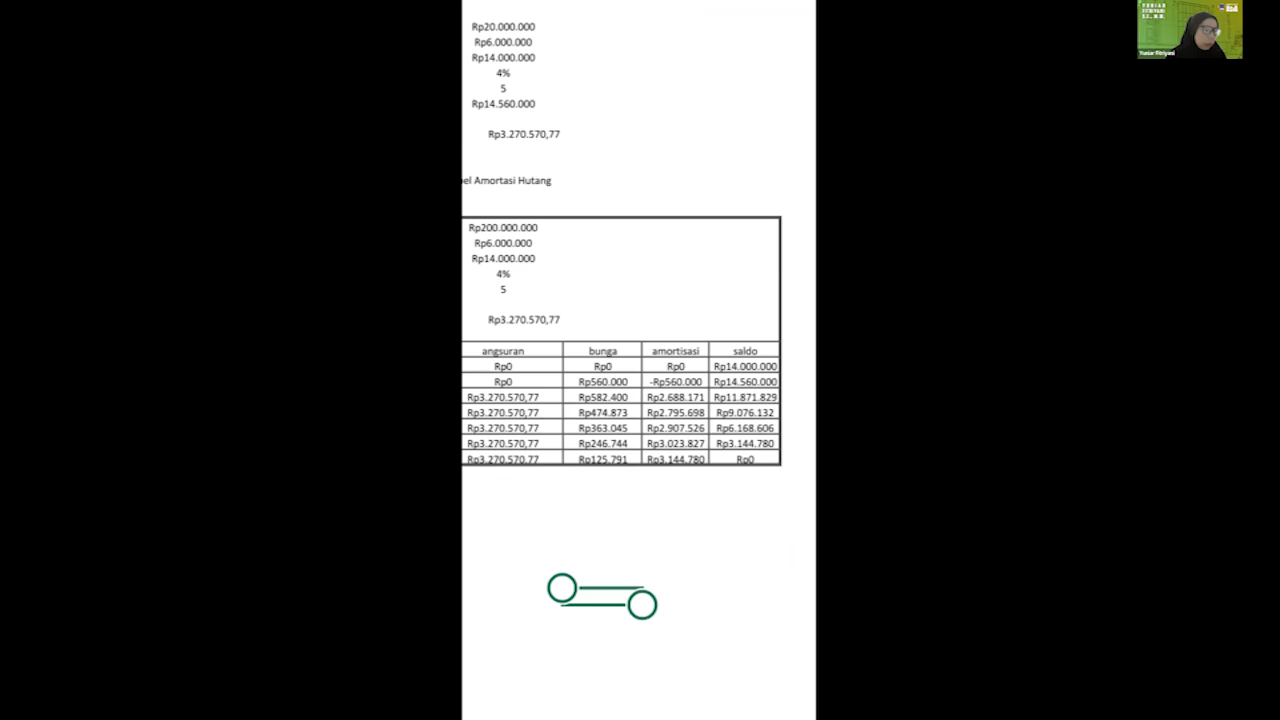 Rp20.000.000
Rp6.000.000
Rp14.000.000
4%
5
Rp14.560.000
Rp3.270.570,77
el Amortasi Hutang
Rp200.000.000
Rp6.000.000
Rp14.000.000
4%
5
Rp3.270.570,77
angsuran bunga amortisasi saldo
Rp0 Rp0 Rp0 Rp14.000.000
Rp0 Rp560.000 -Rp560.000 Rp14.560.000
Rp3.270.570,77 Rp582.400 Rp2.688.171 Rp11.871.829
Rp3.270.570,77 Rp474.873 Rp2.795.698 Rp9.076.132
Rp3.270.570,77 Rp363.045 Rp2.907.526 Rp6.168.606
Rp3.270.570,77 Rp246.744 Rp3.023.827 Rp3.144.780
Rp3.270.570,77 Rp125.791 Rp3.144.780 Rp0
YUNIAR
FITRIYANI
S.E., M.M.
Yuniar Fitriyani